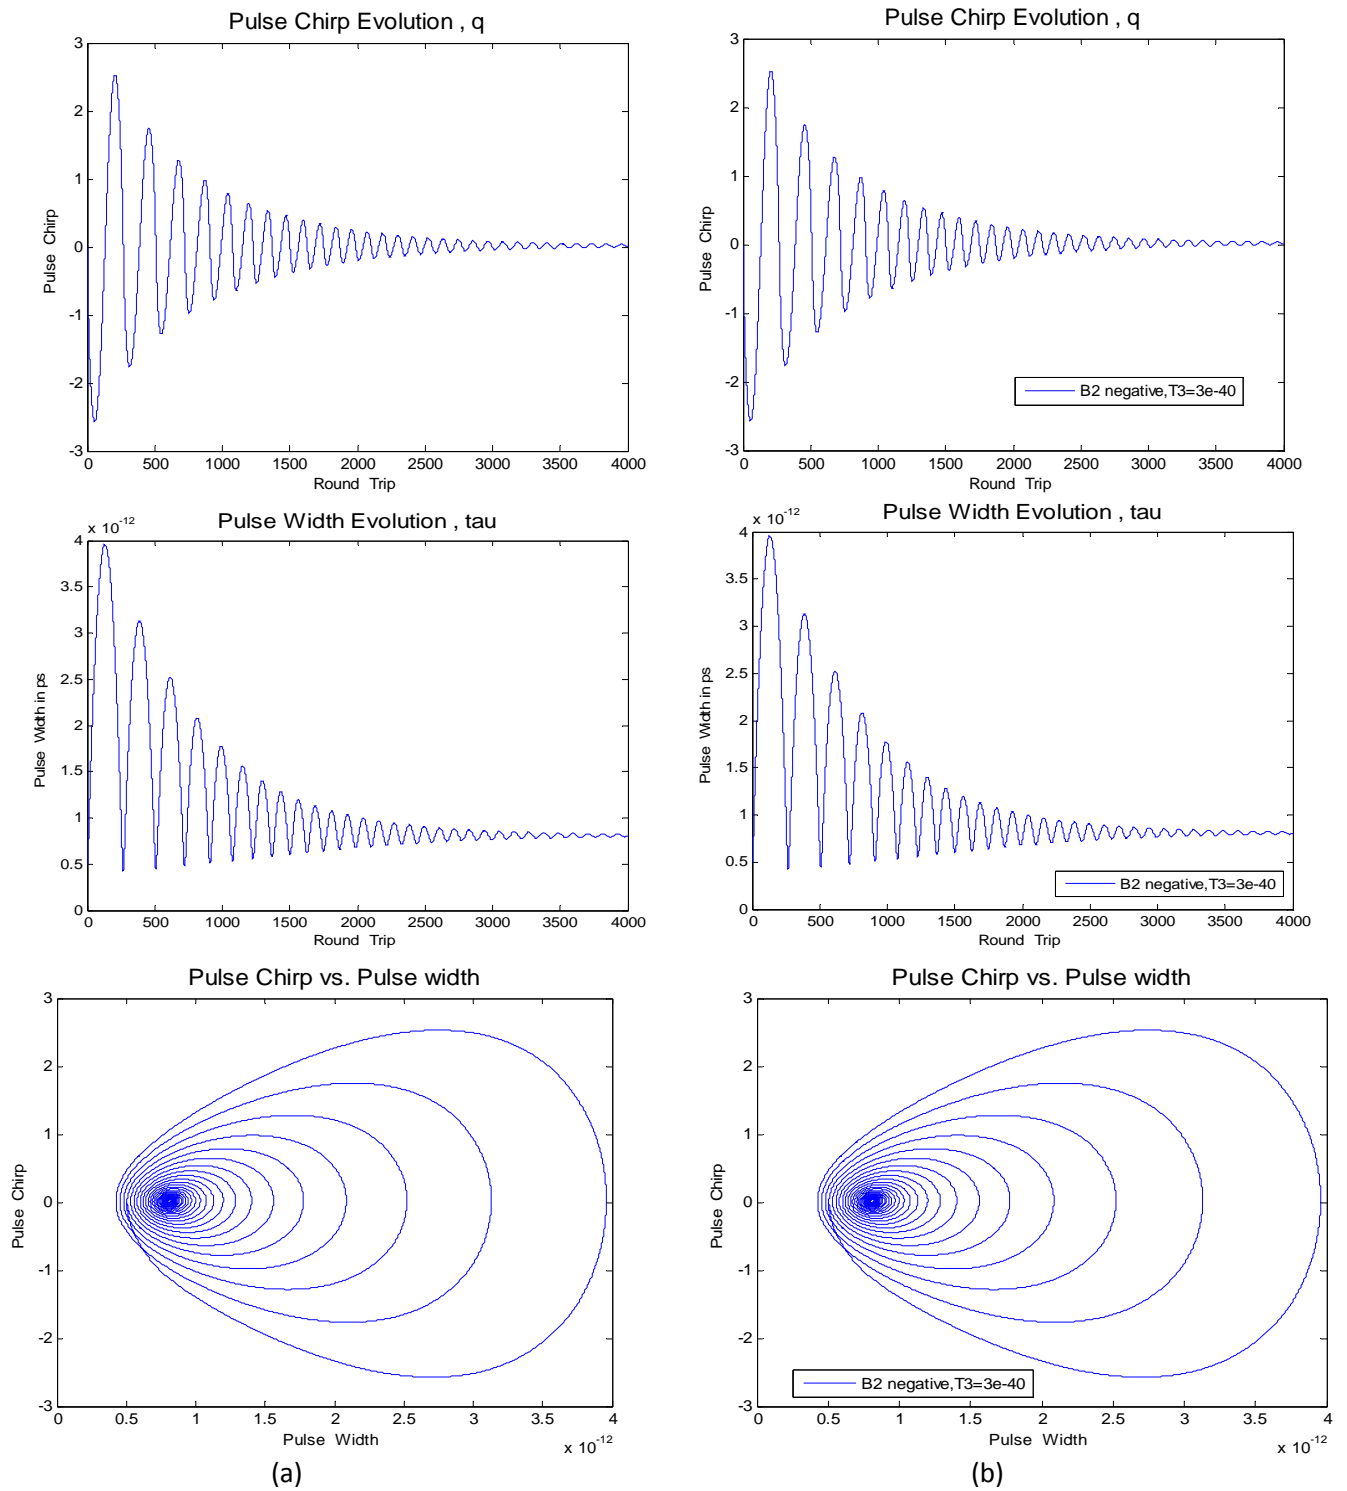 Pulse Chirp Evolution , q
3
2
1
0
-1
-2
-3
Pulse Chirp
0 500 1000 1500 2000 2500 3000 3500 4000
Round Trip
Pulse Chirp Evolution , q
3
2
1
0
-1
-2
-3
Pulse Chirp
B2 negative,T3=3e-40
0 500 1000 1500 2000 2500 3000 3500 4000
Round Trip
x 10^-12
Pulse Width Evolution , tau
4
3.5
3
2.5
2
1.5
1
0.5
0
Pulse Width in ps
0 500 1000 1500 2000 2500 3000 3500 4000
Round Trip
x 10^-12
Pulse Width Evolution , tau
4
3.5
3
2.5
2
1.5
1
0.5
0
Pulse Width in ps
B2 negative,T3=3e-40
0 500 1000 1500 2000 2500 3000 3500 4000
Round Trip
Pulse Chirp vs. Pulse width
3
2
1
0
-1
-2
-3
Pulse Chirp
0 0.5 1 1.5 2 2.5 3 3.5 4
Pulse Width
x 10^-12
(a)
Pulse Chirp vs. Pulse width
3
2
1
0
-1
-2
-3
Pulse Chirp
B2 negative,T3=3e-40
0 0.5 1 1.5 2 2.5 3 3.5 4
Pulse Width
x 10^-12
(b)